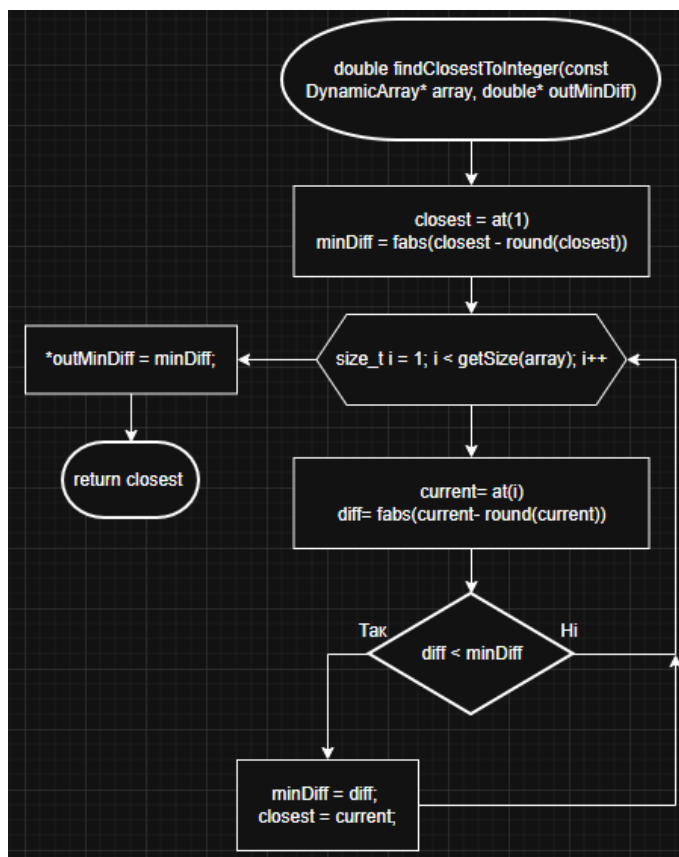 double findClosestToInteger(const
DynamicArray* array, double* outMinDiff)
closest = at(1)
minDiff = fabs(closest - round(closest))
size_t i = 1; i < getSize(array); i++
*outMinDiff = minDiff;
return closest
current= at(i)
diff= fabs(current- round(current))
diff < minDiff
Так
Ні
minDiff = diff;
closest = current;